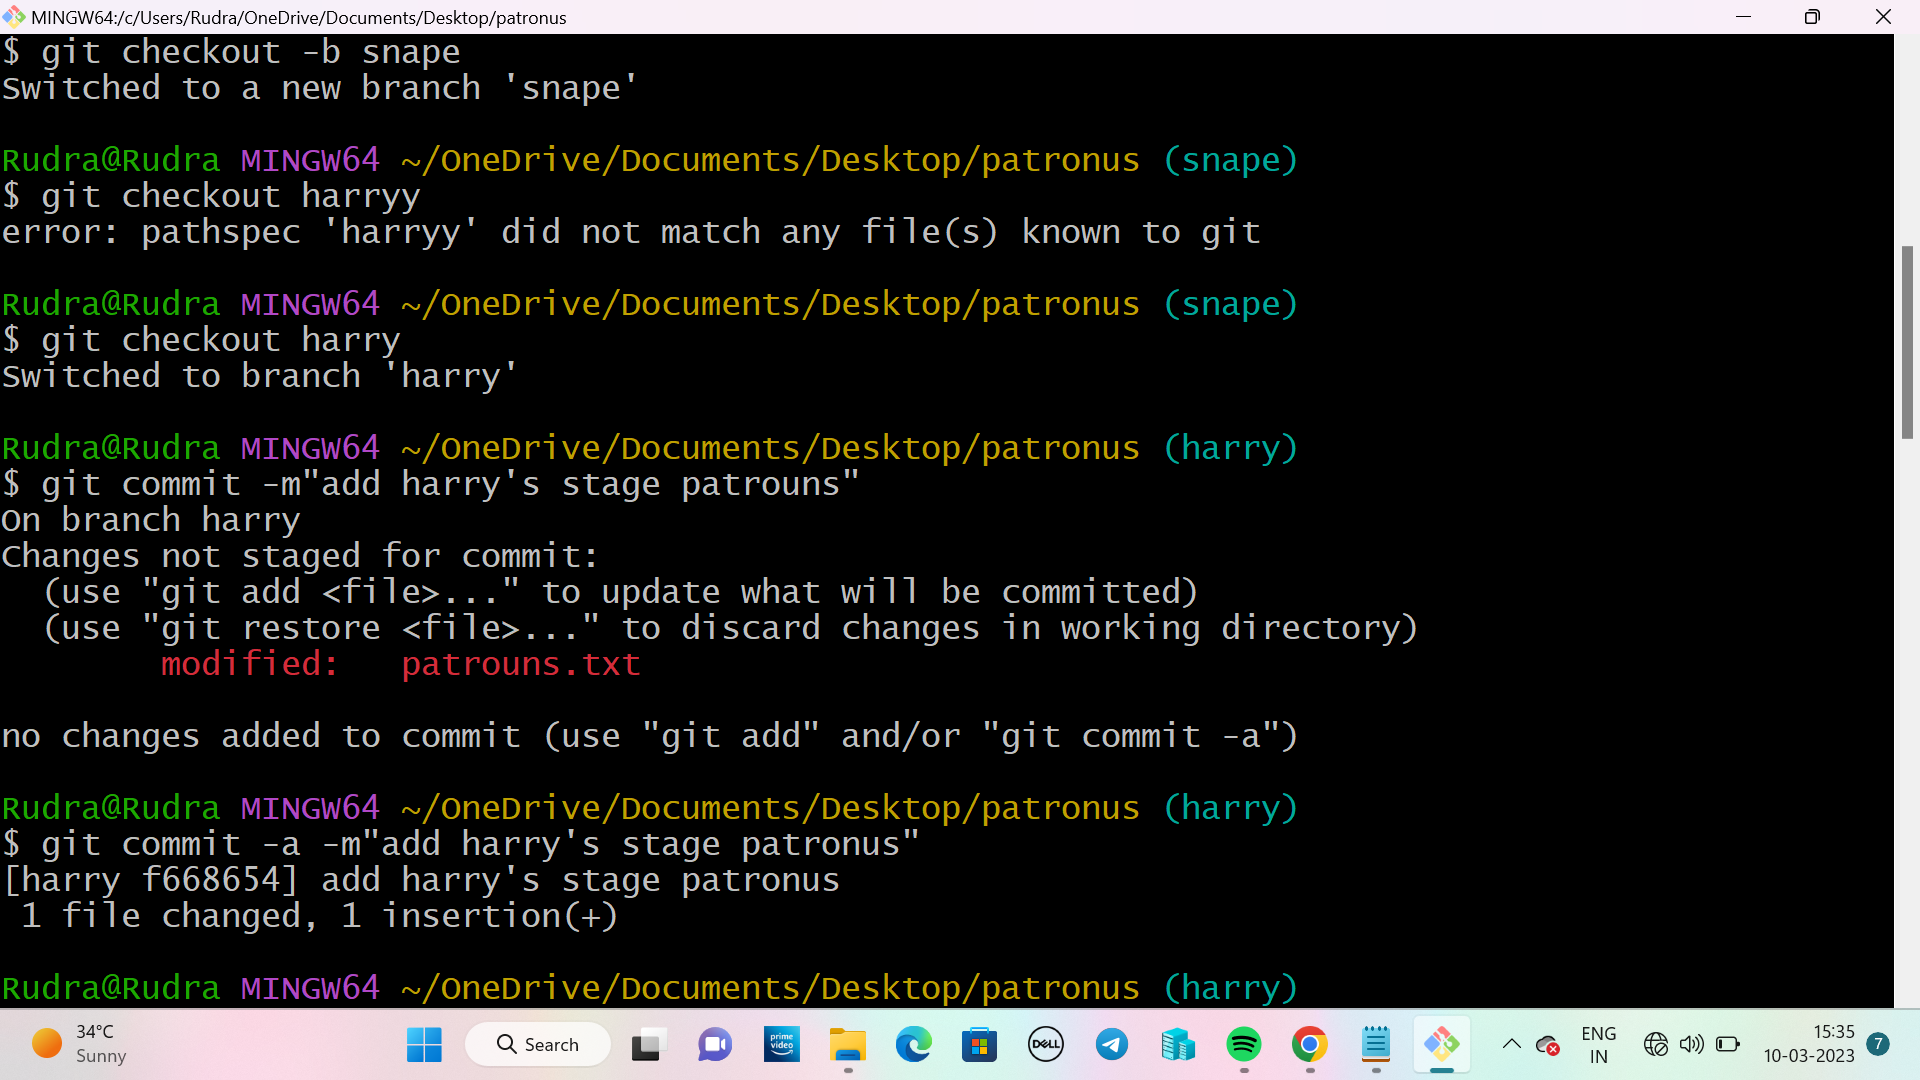 MINGW64:/c/Users/Rudra/OneDrive/Documents/Desktop/patronus
$ git checkout -b snape
Switched to a new branch 'snape'
Rudra@Rudra MINGW64 ~/OneDrive/Documents/Desktop/patronus (snape)
$ git checkout harryy
error: pathspec 'harryy' did not match any file(s) known to git
Rudra@Rudra MINGW64 ~/OneDrive/Documents/Desktop/patronus (snape)
$ git checkout harry
Switched to branch 'harry'
Rudra@Rudra MINGW64 ~/OneDrive/Documents/Desktop/patronus (harry)
$ git commit -m"add harry's stage patrouns"
On branch harry
Changes not staged for commit:
  (use "git add <file>..." to update what will be committed)
  (use "git restore <file>..." to discard changes in working directory)
        modified:   patrouns.txt
no changes added to commit (use "git add" and/or "git commit -a")
Rudra@Rudra MINGW64 ~/OneDrive/Documents/Desktop/patronus (harry)
$ git commit -a -m"add harry's stage patronus"
[harry f668654] add harry's stage patronus
 1 file changed, 1 insertion(+)
Rudra@Rudra MINGW64 ~/OneDrive/Documents/Desktop/patronus (harry)
34°C
Sunny
Search
prime video
DELL
ENG
IN
15:35
10-03-2023
7